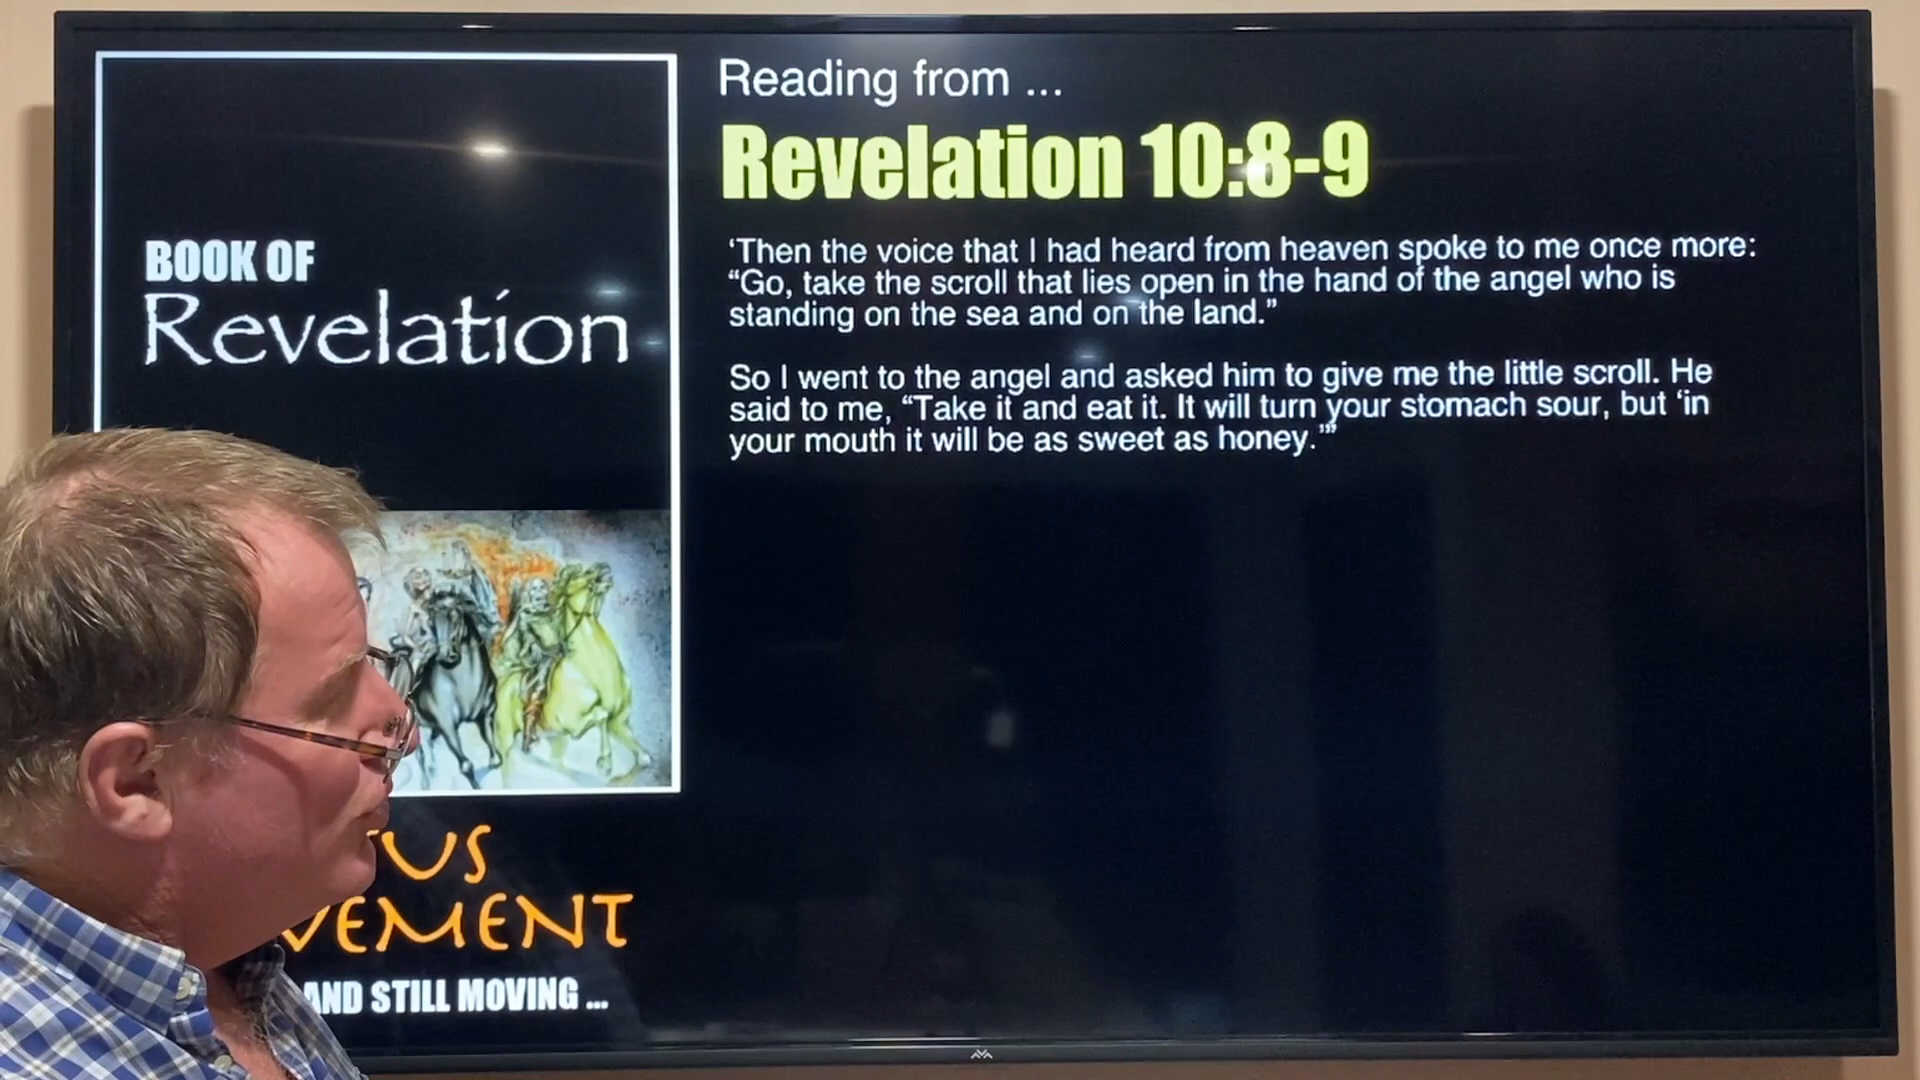 BOOK OF
Revelation
US
VEMENT
AND STILL MOVING ...
Reading from ...
Revelation 10:8-9
‘Then the voice that I had heard from heaven spoke to me once more:
“Go, take the scroll that lies open in the hand of the angel who is
standing on the sea and on the land.”
So I went to the angel and asked him to give me the little scroll. He
said to me, “Take it and eat it. It will turn your stomach sour, but ‘in
your mouth it will be as sweet as honey.’”